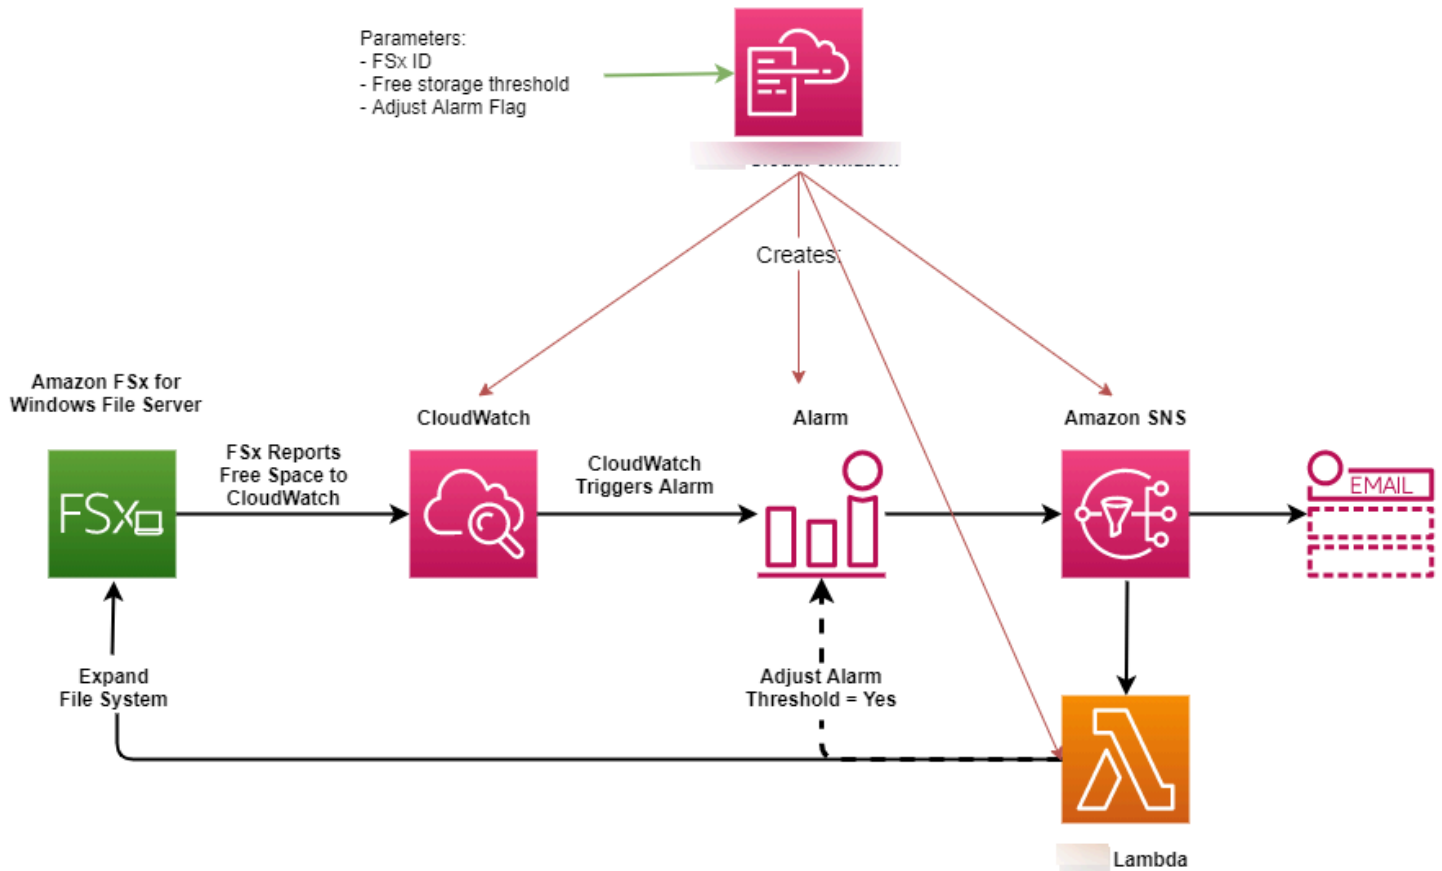 Parameters:
- FSx ID
- Free storage threshold
- Adjust Alarm Flag
Creates:
Amazon FSx for
Windows File Server
CloudWatch
Alarm
Amazon SNS
FSx
FSx Reports
Free Space to
CloudWatch
CloudWatch
Triggers Alarm
EMAIL
Expand
File System
Adjust Alarm
Threshold = Yes
Lambda